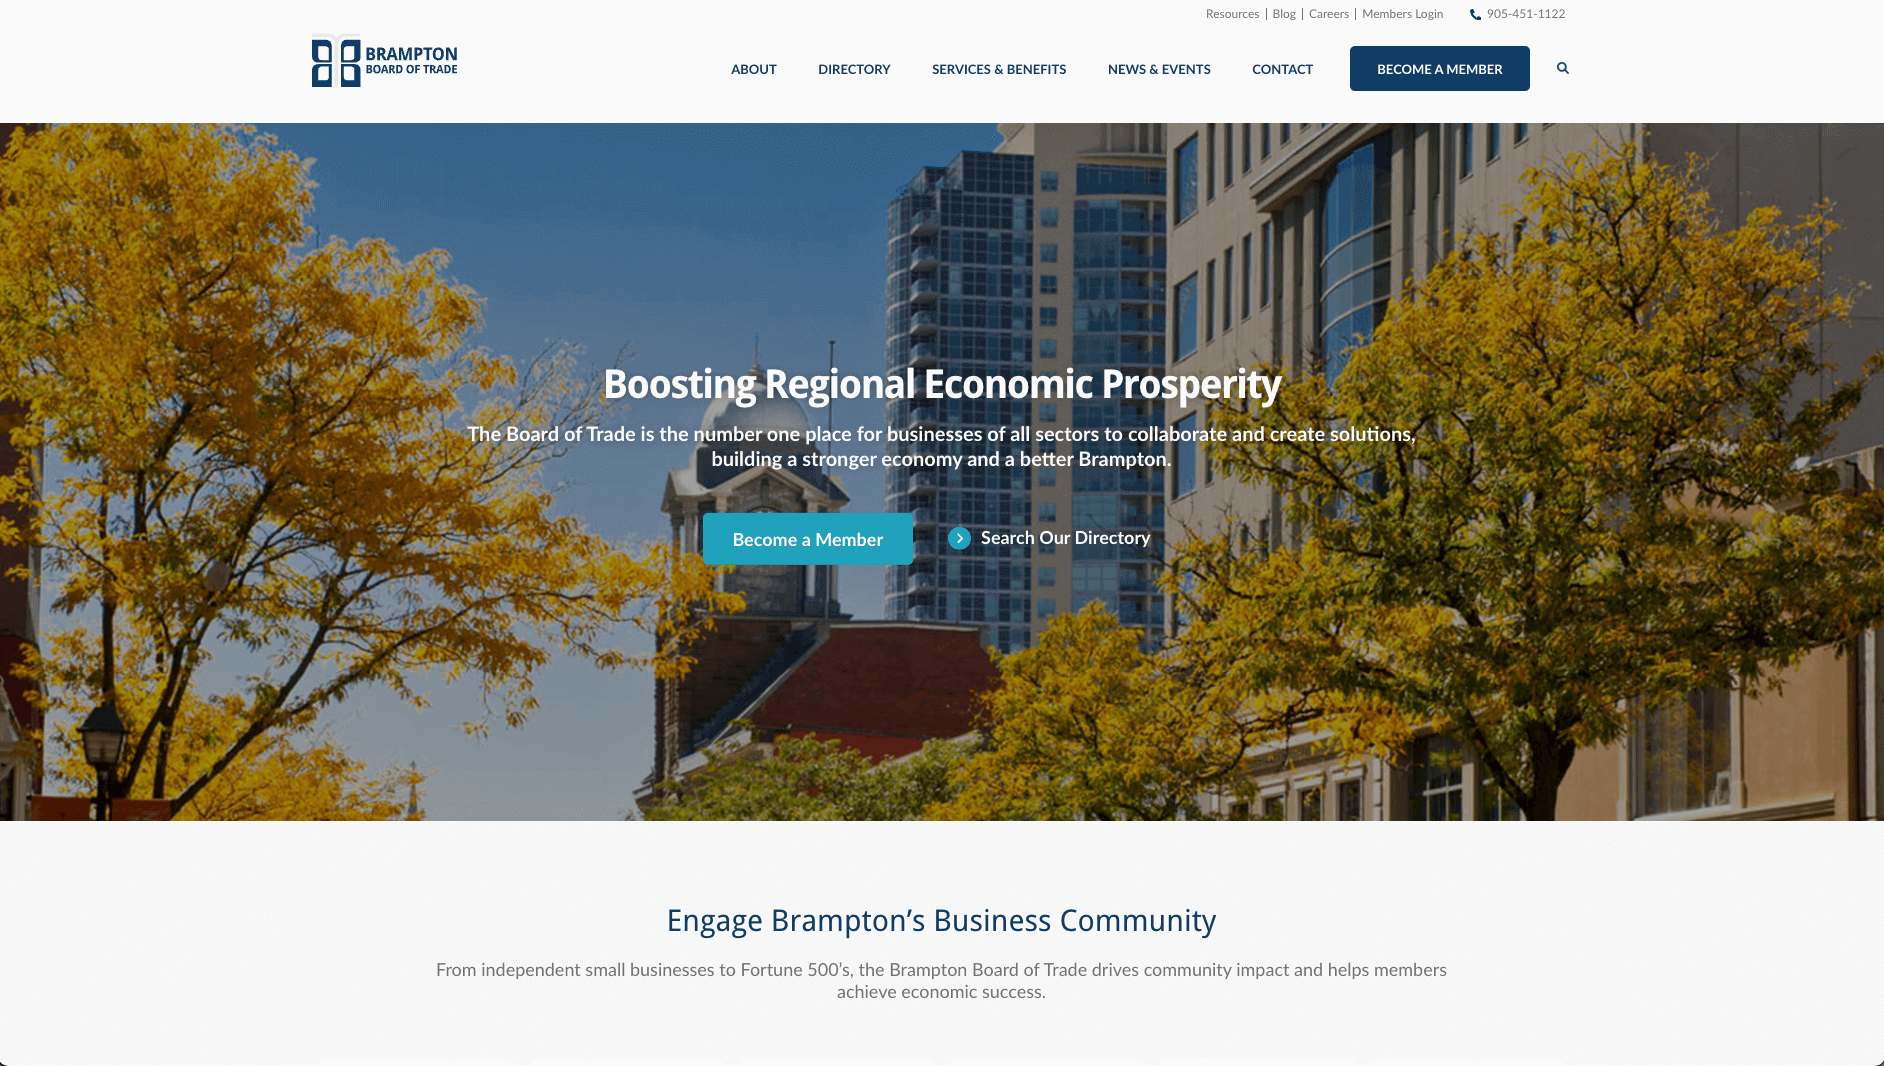 Resources | Blog | Careers | Members Login 905-451-1122
BRAMPTON
BOARD OF TRADE
ABOUT DIRECTORY SERVICES & BENEFITS NEWS & EVENTS CONTACT BECOME A MEMBER
Boosting Regional Economic Prosperity
The Board of Trade is the number one place for businesses of all sectors to collaborate and create solutions,
building a stronger economy and a better Brampton.
Become a Member Search Our Directory
Engage Brampton’s Business Community
From independent small businesses to Fortune 500's, the Brampton Board of Trade drives community impact and helps members
achieve economic success.